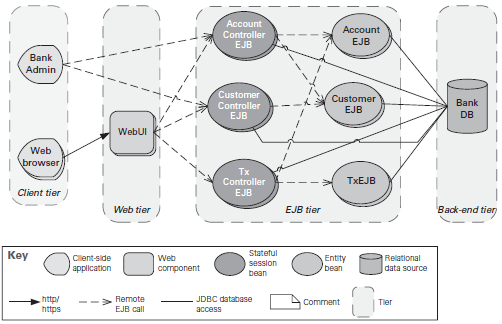 Account
Controller
EJB
Account
EJB
Bank
Admin
Customer
Controller
EJB
Customer
EJB
Bank
DB
WebUI
Web
browser
Tx
Controller
EJB
TxEJB
Client tier
Web tier
EJB tier
Back-end tier
Key
Client-side
application
Web
component
Stateful
session
bean
Entity
bean
Relational
data source
http/
https
Remote
EJB call
JDBC database
access
Comment
Tier